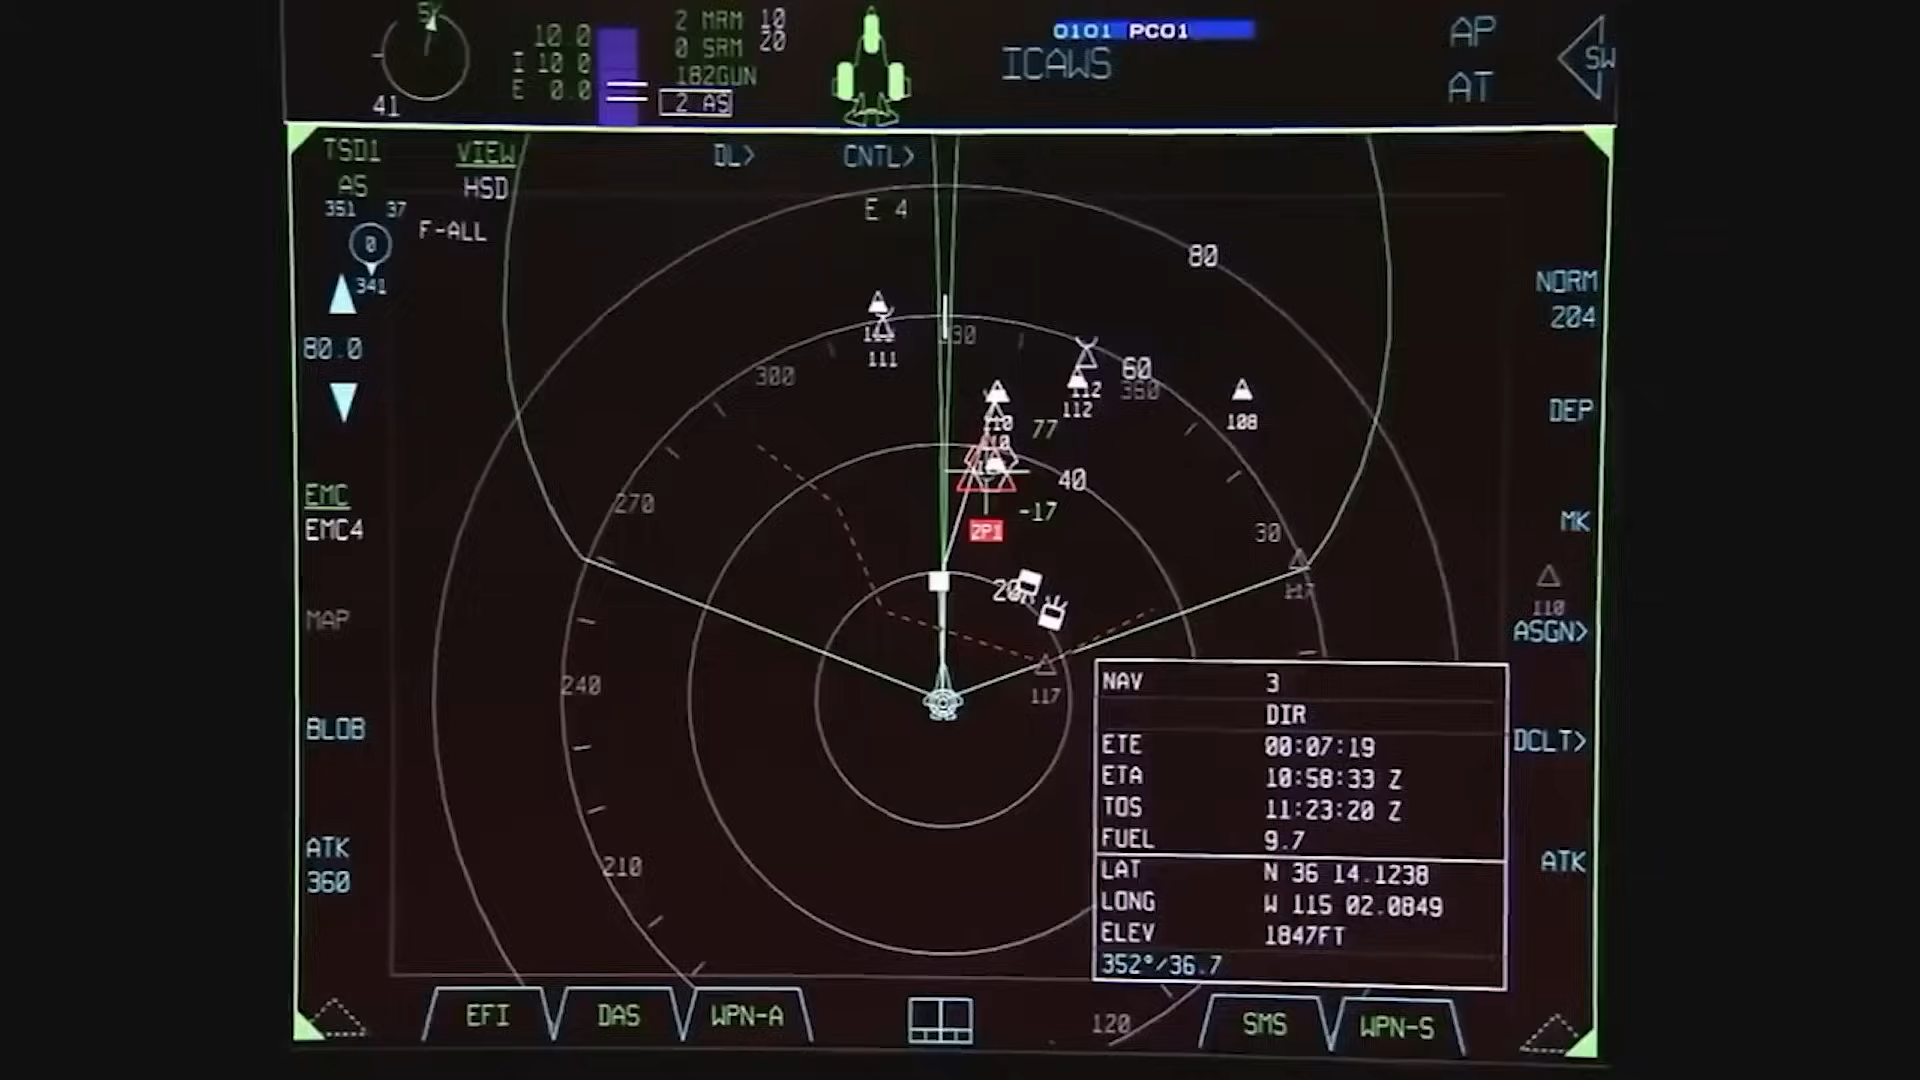 SW
41
10.0
I 10 0
E 0.0
2 MRM 10
0 SRM 20
182GUN
2 AS
0101 PCO1
ICAWS
AP
AT
SW
TSD1
AS
351 37
0
341
VIEW
HSD
F-ALL
DL>
CNTL>
E 4
80
80.0
EMC
EMC4
MAP
BLOB
ATK
360
NORM
204
DEP
MK
110
ASGN>
DCLT>
ATK
111
300
60
360
112
112
108
77
40
-17
2P1
270
30
117
20
240
117
210
120
NAV 3
DIR
ETE 00:07:19
ETA 10:58:33 Z
TOS 11:23:20 Z
FUEL 9.7
LAT N 36 14.1238
LONG W 115 02.0849
ELEV 1847FT
352°/36.7
EFI
DAS
WPN-A
SMS
WPN-S